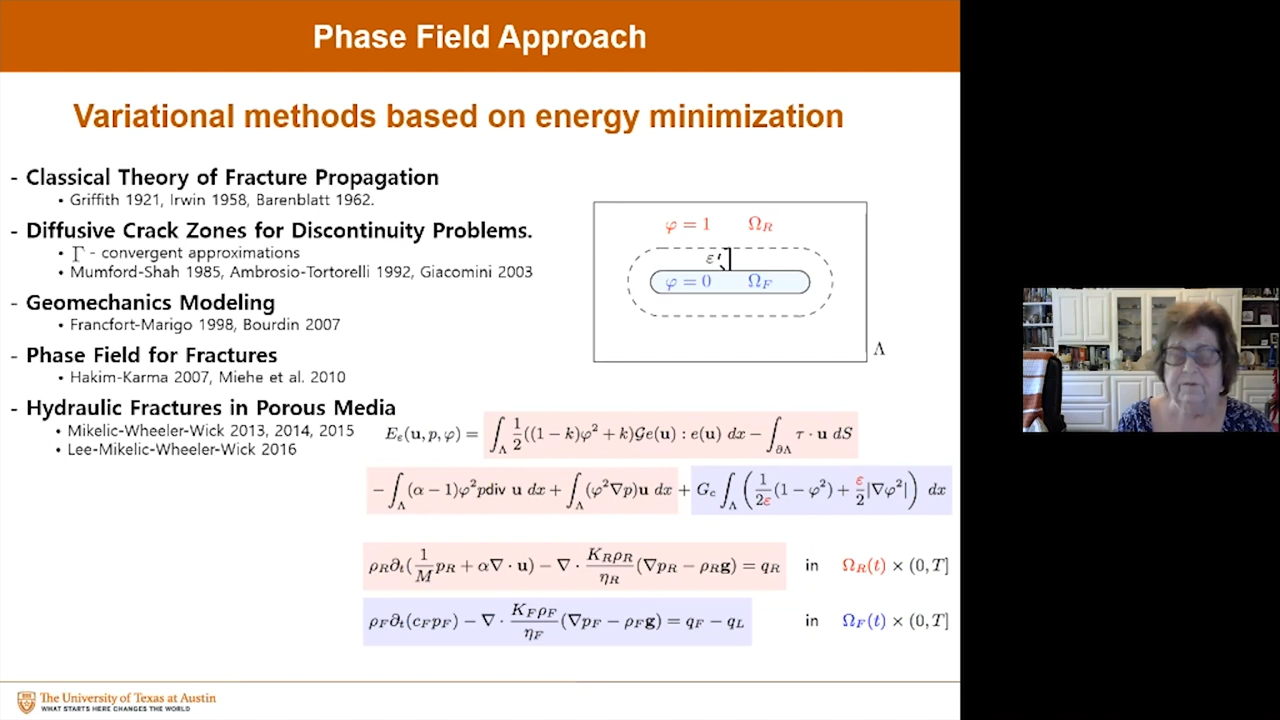 Phase Field Approach
Variational methods based on energy minimization
- Classical Theory of Fracture Propagation
• Griffith 1921, Irwin 1958, Barenblatt 1962.
- Diffusive Crack Zones for Discontinuity Problems.
• Γ - convergent approximations
• Mumford-Shah 1985, Ambrosio-Tortorelli 1992, Giacomini 2003
- Geomechanics Modeling
• Francfort-Marigo 1998, Bourdin 2007
- Phase Field for Fractures
• Hakim-Karma 2007, Miehe et al. 2010
- Hydraulic Fractures in Porous Media
• Mikelic-Wheeler-Wick 2013, 2014, 2015
• Lee-Mikelic-Wheeler-Wick 2016
φ = 1 Ω_R
ε
φ = 0 Ω_F
Λ
E_e(u, p, φ) = ∫_Λ 1/2((1 − k)φ² + k)𝒢e(u) : e(u) dx − ∫_∂Λ τ · u dS
− ∫_Λ (α − 1)φ²p div u dx + ∫_Λ (φ²∇p)u dx + G_c ∫_Λ (1/2ε (1 − φ²) + ε/2 |∇φ²|) dx
ρ_R∂_t(1/M p_R + α∇ · u) − ∇ · K_Rρ_R/η_R (∇p_R − ρ_R g) = q_R in Ω_R(t) × (0, T]
ρ_F∂_t(c_F p_F) − ∇ · K_Fρ_F/η_F (∇p_F − ρ_F g) = q_F − q_L in Ω_F(t) × (0, T]
The University of Texas at Austin
WHAT STARTS HERE CHANGES THE WORLD